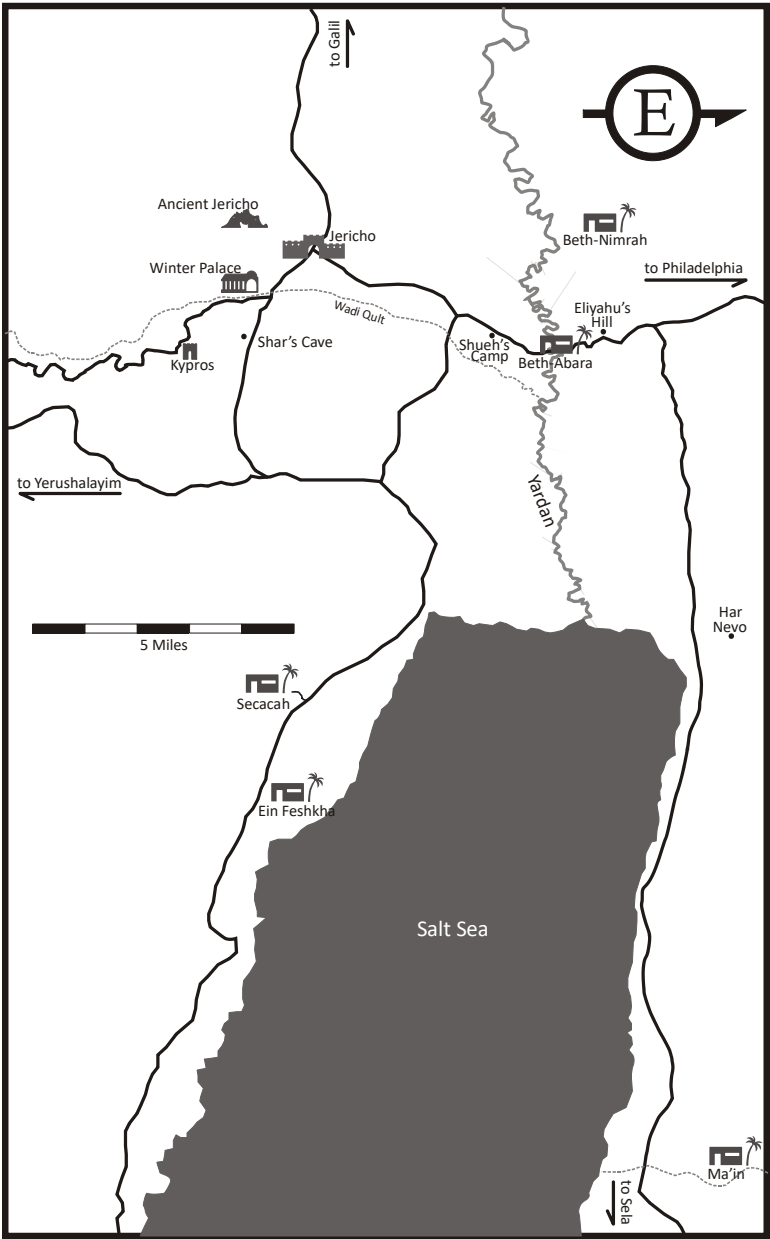 to Galil
E
Ancient Jericho
Jericho
Beth-Nimrah
Winter Palace
to Philadelphia
Wadi Qult
Eliyahu's
Hill
Shar's Cave
Shueh's
Camp
Kypros
Beth-Abara
to Yerushalayim
Yardan
Har
Nevo
5 Miles
Secacah
Ein Feshkha
Salt Sea
Ma'in
to Sela